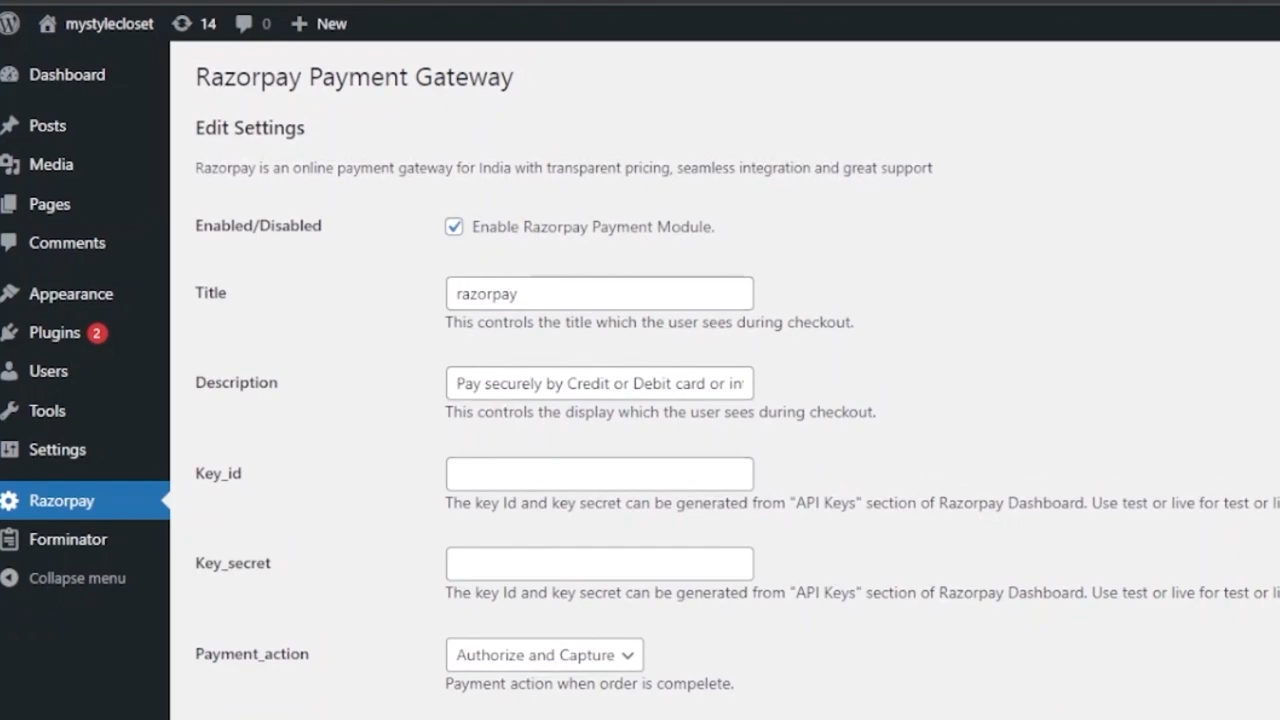 mystylecloset 14 0 New
Dashboard
Posts
Media
Pages
Comments
Appearance
Plugins 2
Users
Tools
Settings
Razorpay
Forminator
Collapse menu
Razorpay Payment Gateway
Edit Settings
Razorpay is an online payment gateway for India with transparent pricing, seamless integration and great support
Enabled/Disabled Enable Razorpay Payment Module.
Title razorpay
This controls the title which the user sees during checkout.
Description Pay securely by Credit or Debit card or
This controls the display which the user sees during checkout.
Key_id
The key Id and key secret can be generated from "API Keys" section of Razorpay Dashboard. Use test or live for test or
Key_secret
The key Id and key secret can be generated from "API Keys" section of Razorpay Dashboard. Use test or live for test or
Payment_action Authorize and Capture
Payment action when order is compelete.